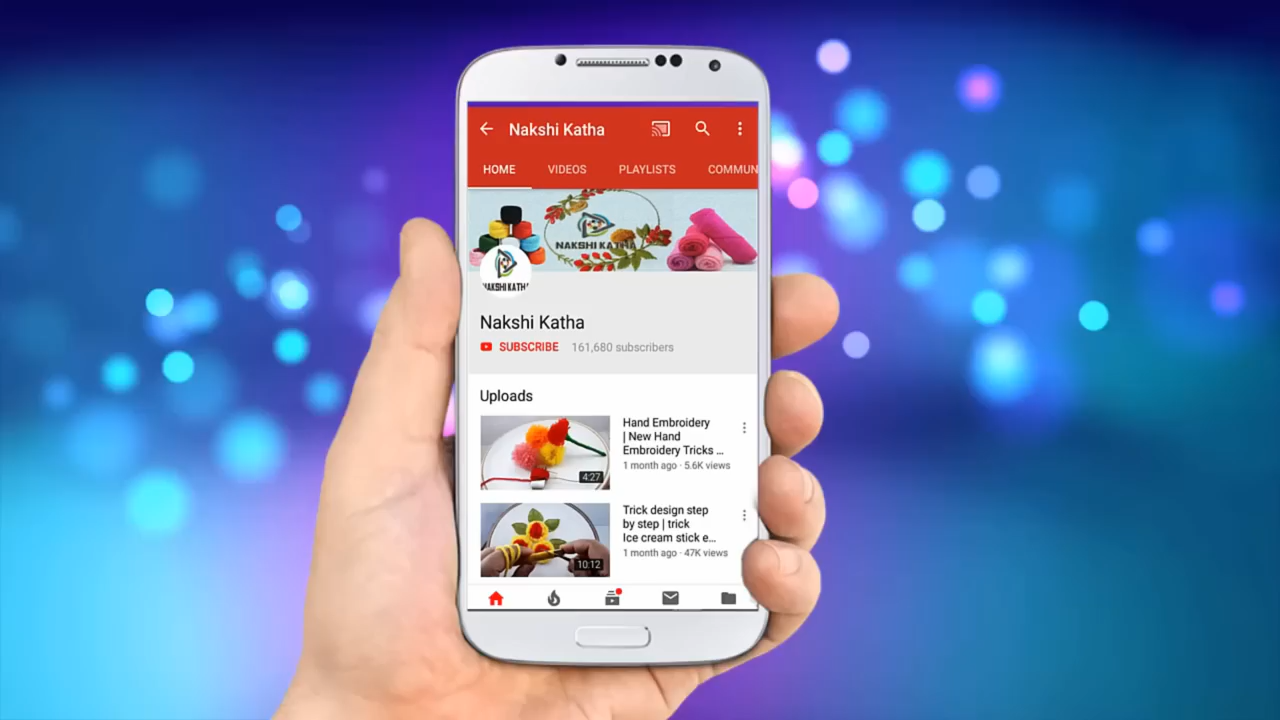 Nakshi Katha
HOME VIDEOS PLAYLISTS COMMUN
NAKSHI KATHA
NAKSHI KATH
Nakshi Katha
SUBSCRIBE 161,680 subscribers
Uploads
Hand Embroidery
| New Hand
Embroidery Tricks ...
1 month ago · 5.6K views
4:27
Trick design step
by step | trick
Ice cream stick e...
1 month ago · 47K views
10:12